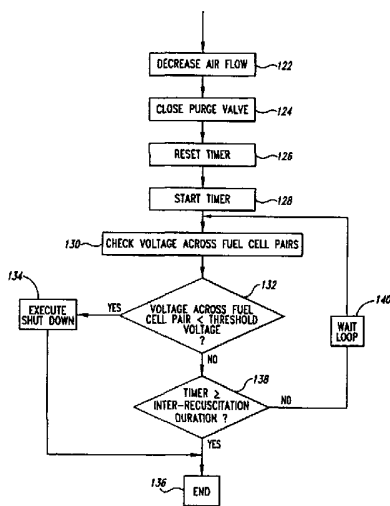 DECREASE AIR FLOW
122
CLOSE PURGE VALVE
124
RESET TIMER
126
START TIMER
128
130
CHECK VOLTAGE ACROSS FUEL CELL PAIRS
132
134
EXECUTE
SHUT DOWN
YES
VOLTAGE ACROSS FUEL
CELL PAIR < THRESHOLD
VOLTAGE
?
WAIT
LOOP
140
NO
138
TIMER ≥
INTER-RECUSCITATION
DURATION ?
NO
YES
END
136